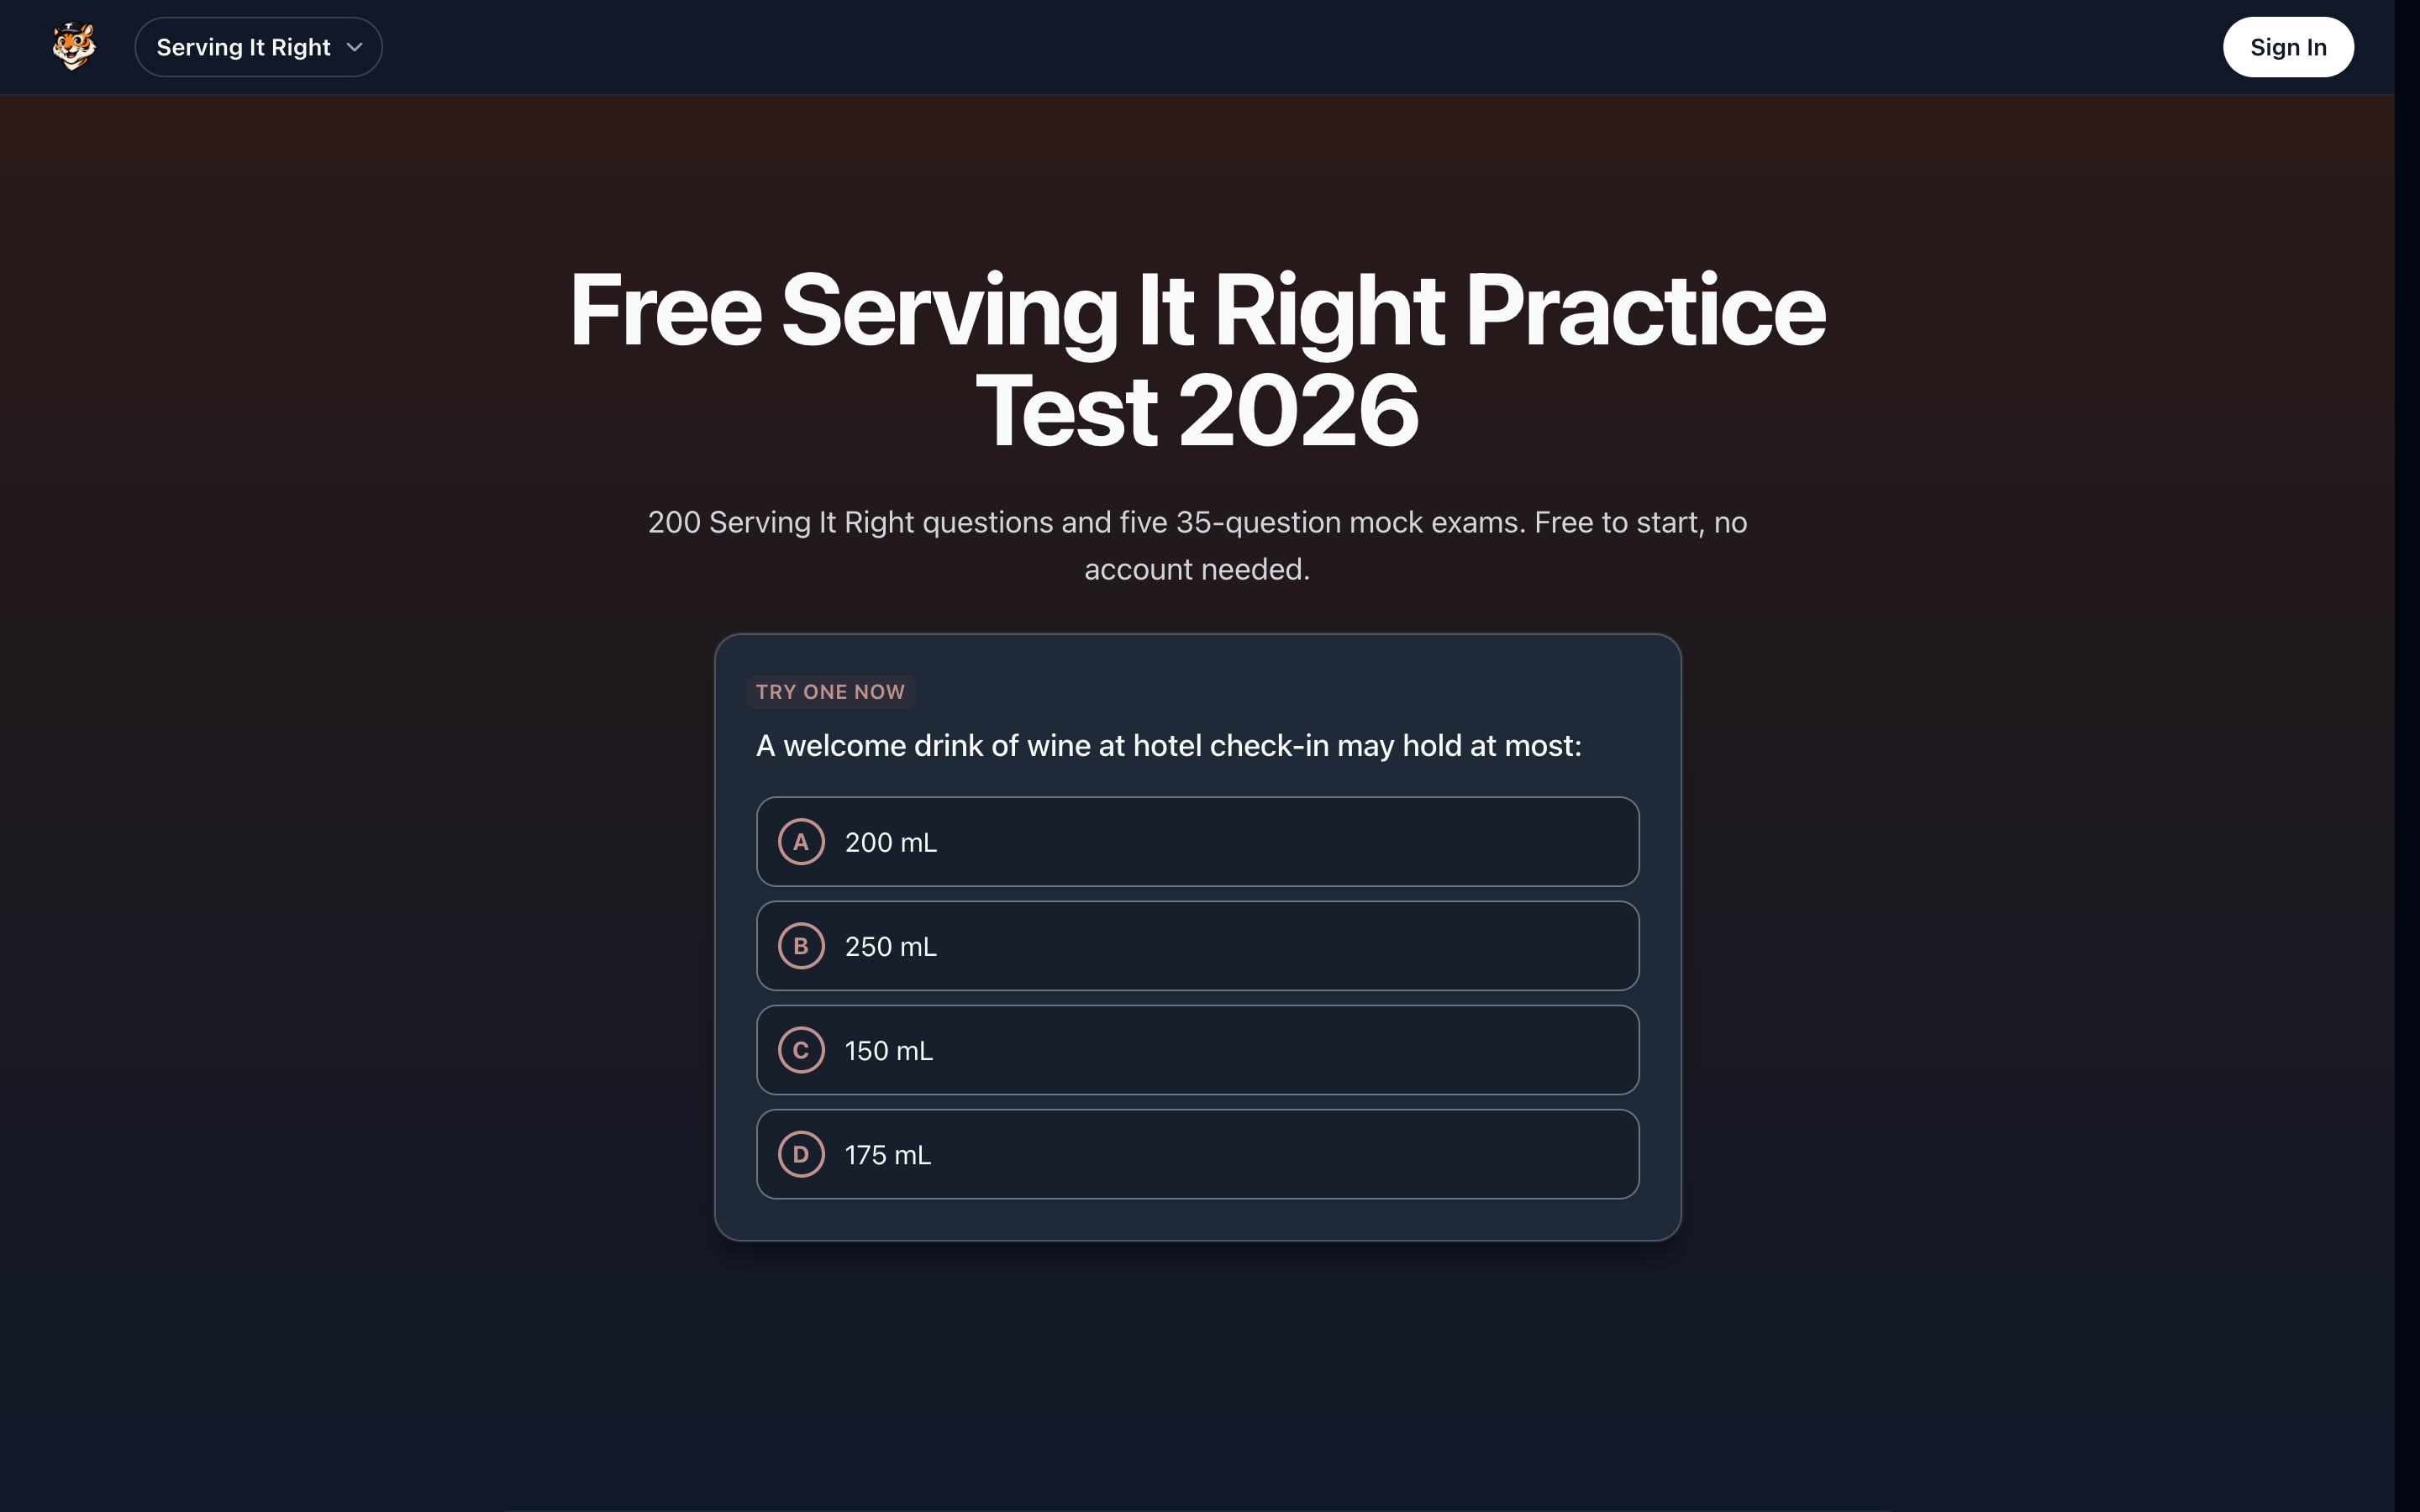 Serving It Right
Sign In
Free Serving It Right Practice
Test 2026
200 Serving It Right questions and five 35-question mock exams. Free to start, no
account needed.
TRY ONE NOW
A welcome drink of wine at hotel check-in may hold at most:
A 200 mL
B 250 mL
C 150 mL
D 175 mL